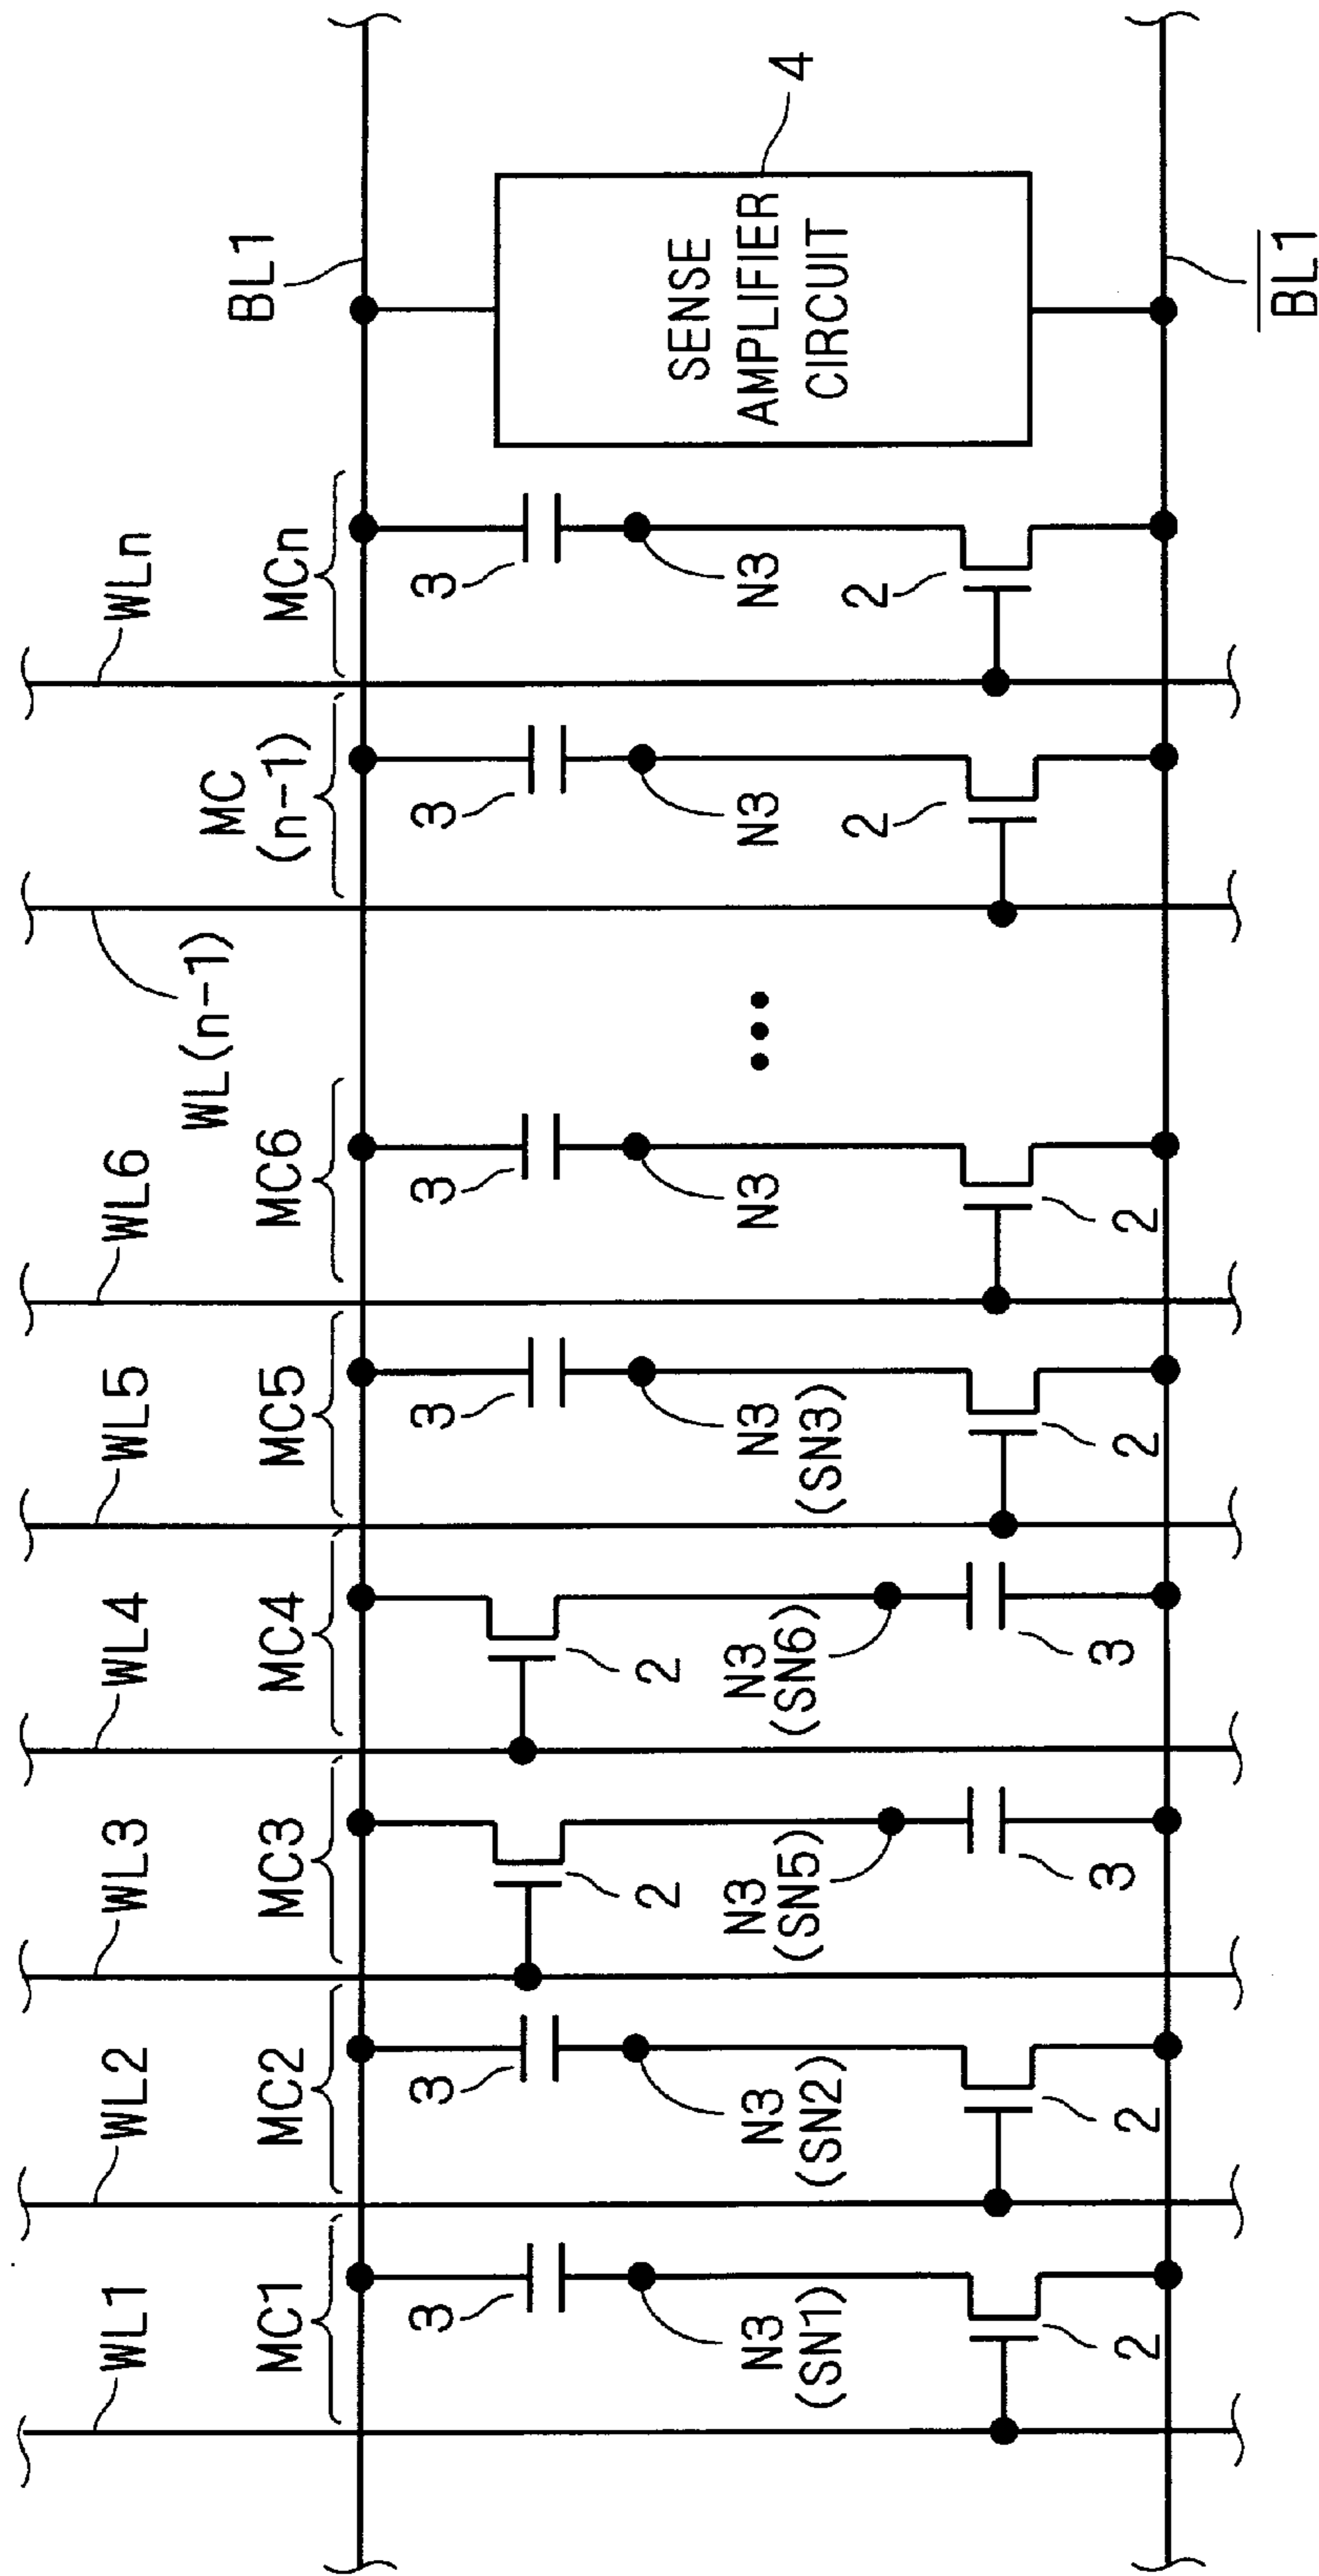 WL1
WL2
WL3
WL4
WL5
WL6
WL(n-1)
WLn
MC1
MC2
MC3
MC4
MC5
MC6
MC
(n-1)
MCn
BL1
3
3
2
2
3
3
3
3
N3
(SN1)
N3
(SN2)
N3
(SN5)
N3
(SN6)
N3
(SN3)
N3
•••
N3
N3
SENSE
AMPLIFIER
CIRCUIT
4
2
2
3
3
2
2
2
2
B̅L̅1̅